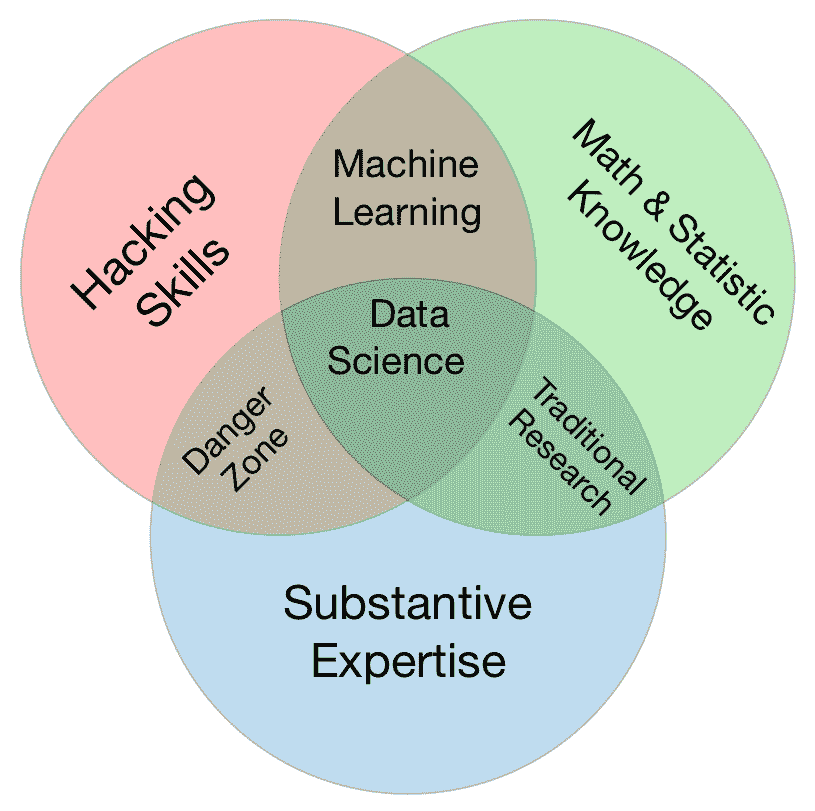 Machine
Learning
Hacking
Skills
Math & Statistic
Knowledge
Data
Science
Danger
Zone
Traditional
Research
Substantive
Expertise